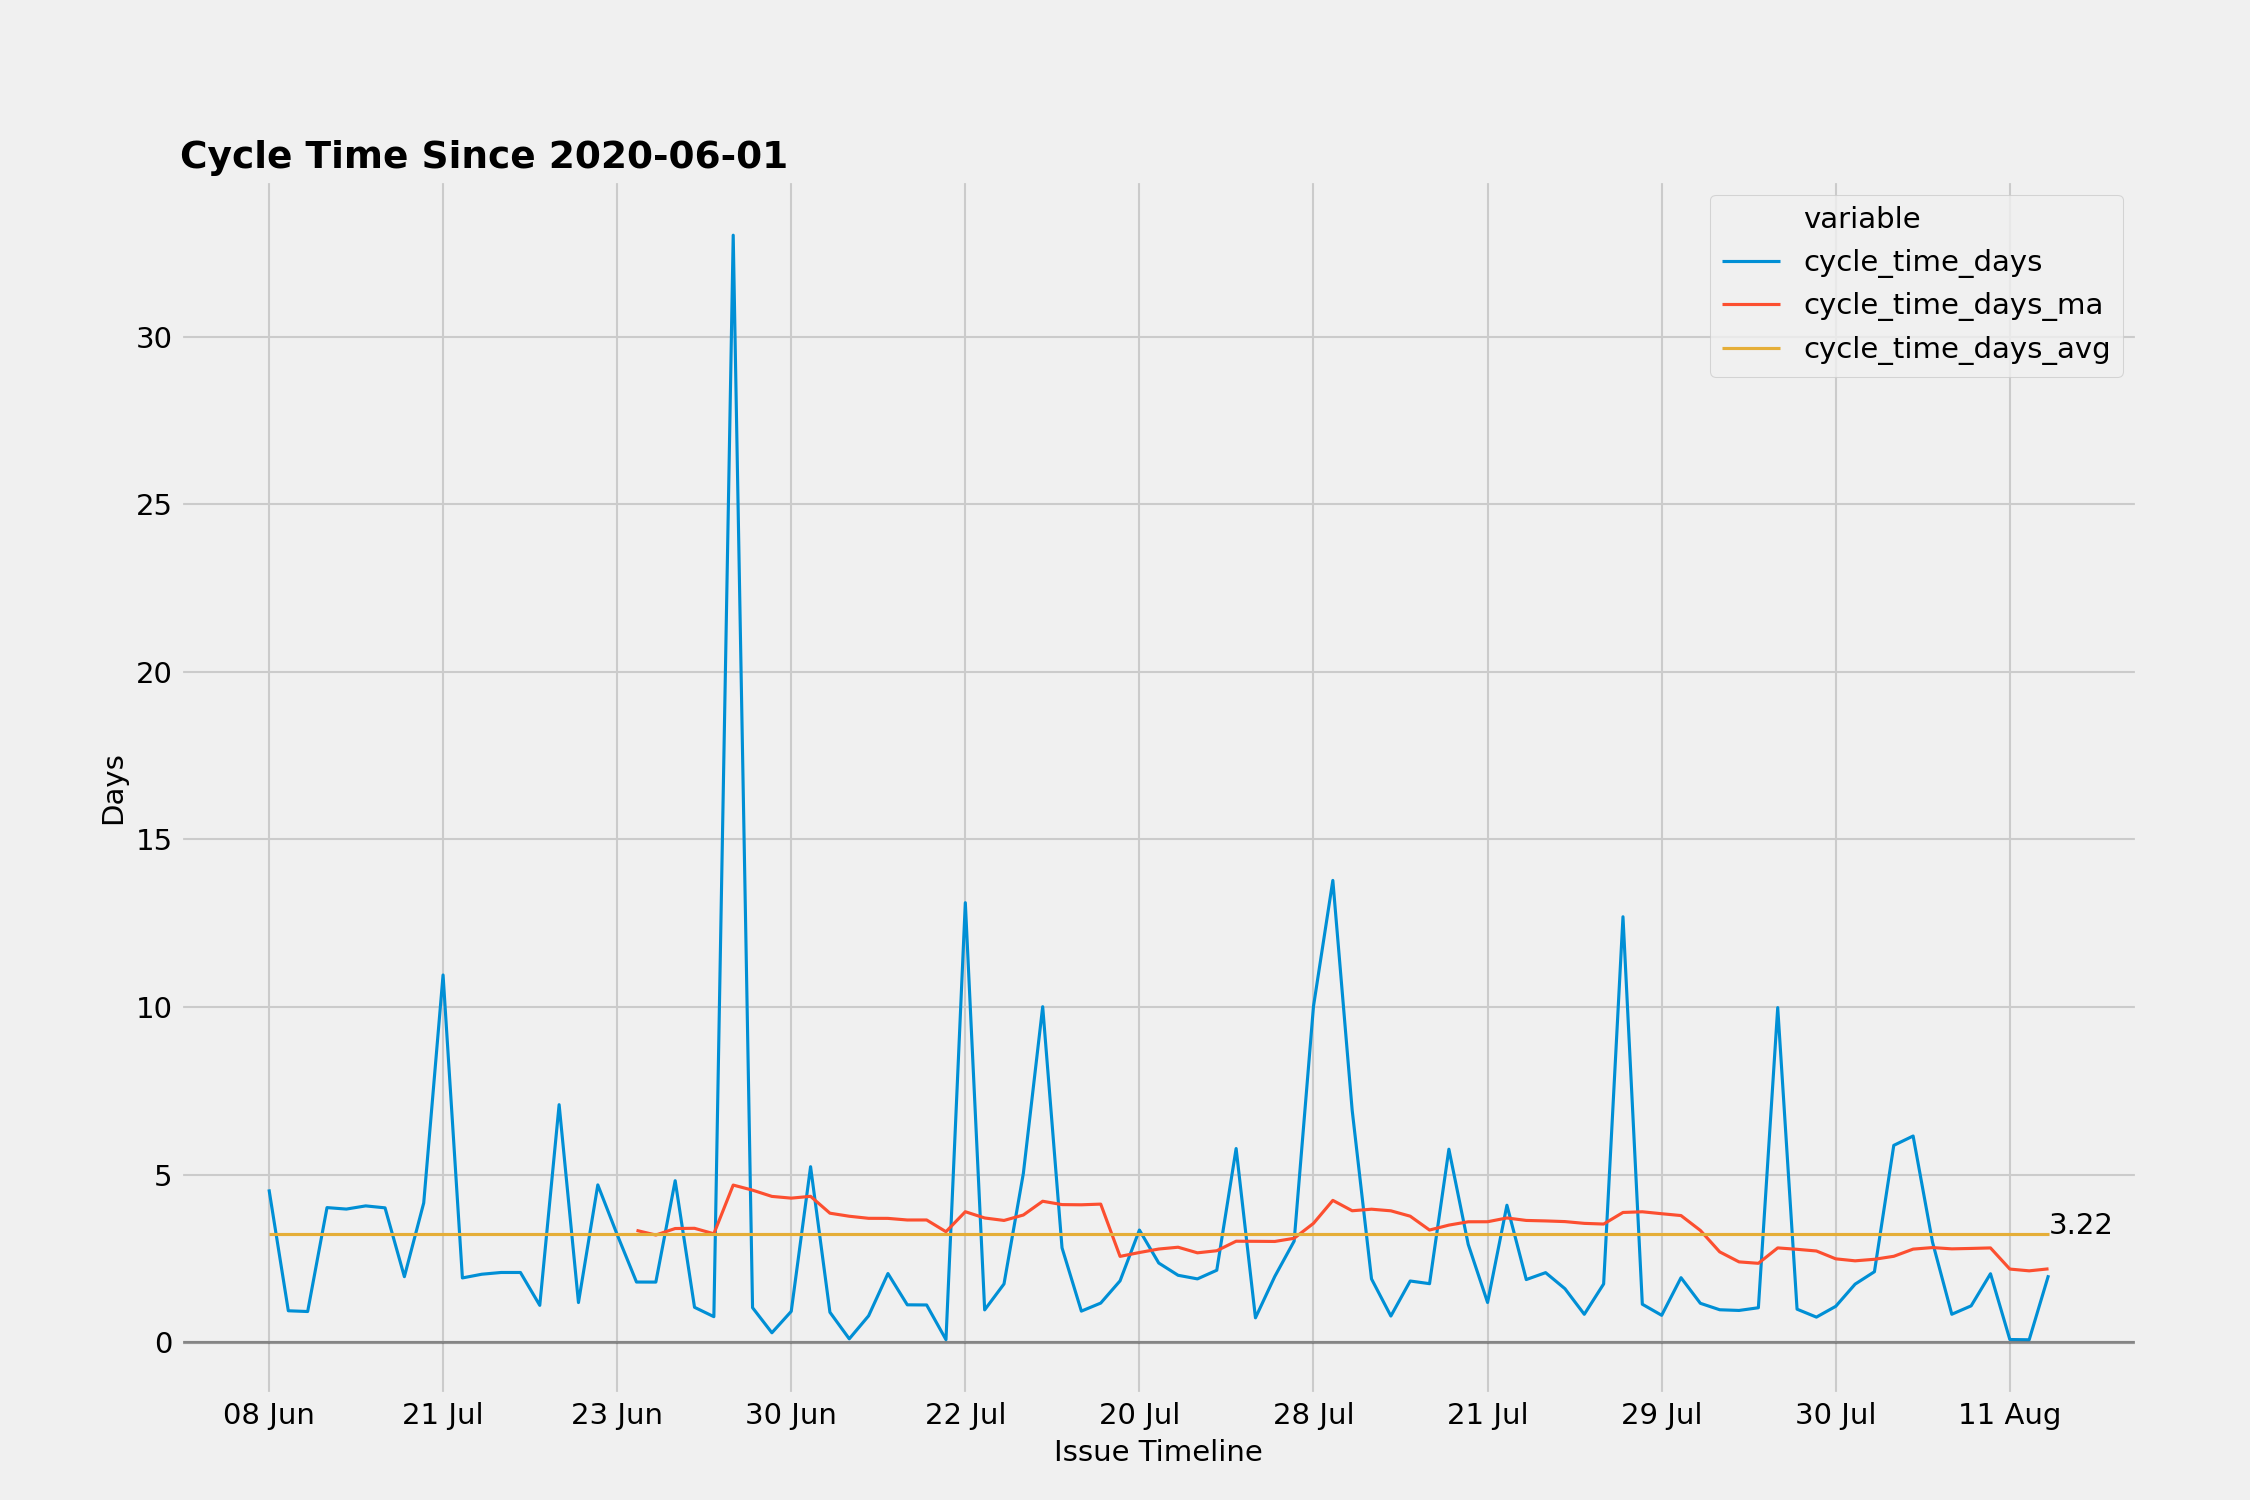 Cycle Time Since 2020-06-01
variable
cycle_time_days
cycle_time_days_ma
cycle_time_days_avg
30
25
20
15
10
5
0
Days
3.22
08 Jun
21 Jul
23 Jun
30 Jun
22 Jul
20 Jul
28 Jul
21 Jul
29 Jul
30 Jul
11 Aug
Issue Timeline